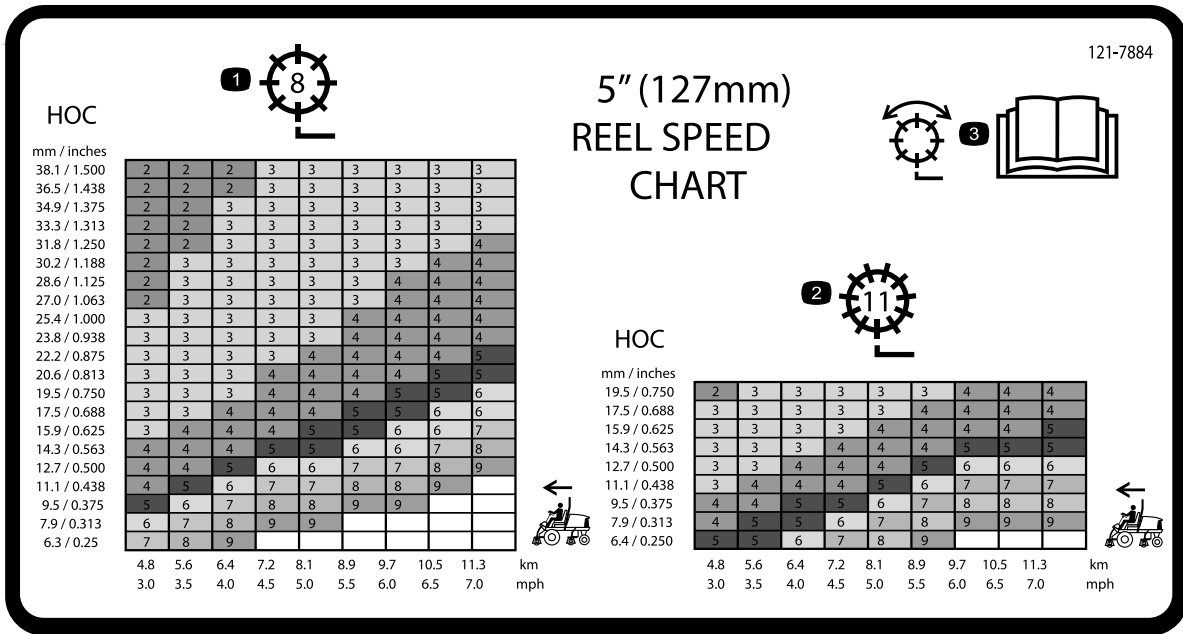 121-7884
1
8
5” (127mm)
REEL SPEED
CHART
3
HOC
mm / inches
38.1 / 1.500 2 2 2 3 3 3 3 3 3
36.5 / 1.438 2 2 2 3 3 3 3 3 3
34.9 / 1.375 2 2 3 3 3 3 3 3 3
33.3 / 1.313 2 2 3 3 3 3 3 3 3
31.8 / 1.250 2 2 3 3 3 3 3 3 4
30.2 / 1.188 2 3 3 3 3 3 3 4 4
28.6 / 1.125 2 3 3 3 3 3 4 4 4
27.0 / 1.063 2 3 3 3 3 3 4 4 4
25.4 / 1.000 3 3 3 3 3 4 4 4 4
23.8 / 0.938 3 3 3 3 3 4 4 4 4
22.2 / 0.875 3 3 3 3 4 4 4 4 5
20.6 / 0.813 3 3 3 4 4 4 4 5 5
19.5 / 0.750 3 3 3 4 4 4 5 5 6
17.5 / 0.688 3 3 4 4 4 5 5 6 6
15.9 / 0.625 3 4 4 4 5 5 6 6 7
14.3 / 0.563 4 4 4 5 5 6 6 7 8
12.7 / 0.500 4 4 5 6 6 7 7 8 9
11.1 / 0.438 4 5 6 7 7 8 8 9
9.5 / 0.375 5 6 7 8 8 9 9
7.9 / 0.313 6 7 8 9 9
6.3 / 0.25 7 8 9
4.8 5.6 6.4 7.2 8.1 8.9 9.7 10.5 11.3 km
3.0 3.5 4.0 4.5 5.0 5.5 6.0 6.5 7.0 mph
2
11
HOC
mm / inches
19.5 / 0.750 2 3 3 3 3 3 4 4 4
17.5 / 0.688 3 3 3 3 3 4 4 4 4
15.9 / 0.625 3 3 3 3 4 4 4 4 5
14.3 / 0.563 3 3 3 4 4 4 5 5 5
12.7 / 0.500 3 3 4 4 4 5 6 6 6
11.1 / 0.438 3 4 4 4 5 6 7 7 7
9.5 / 0.375 4 4 5 5 6 7 8 8 8
7.9 / 0.313 4 5 5 6 7 8 9 9 9
6.4 / 0.250 5 5 6 7 8 9
4.8 5.6 6.4 7.2 8.1 8.9 9.7 10.5 11.3 km
3.0 3.5 4.0 4.5 5.0 5.5 6.0 6.5 7.0 mph